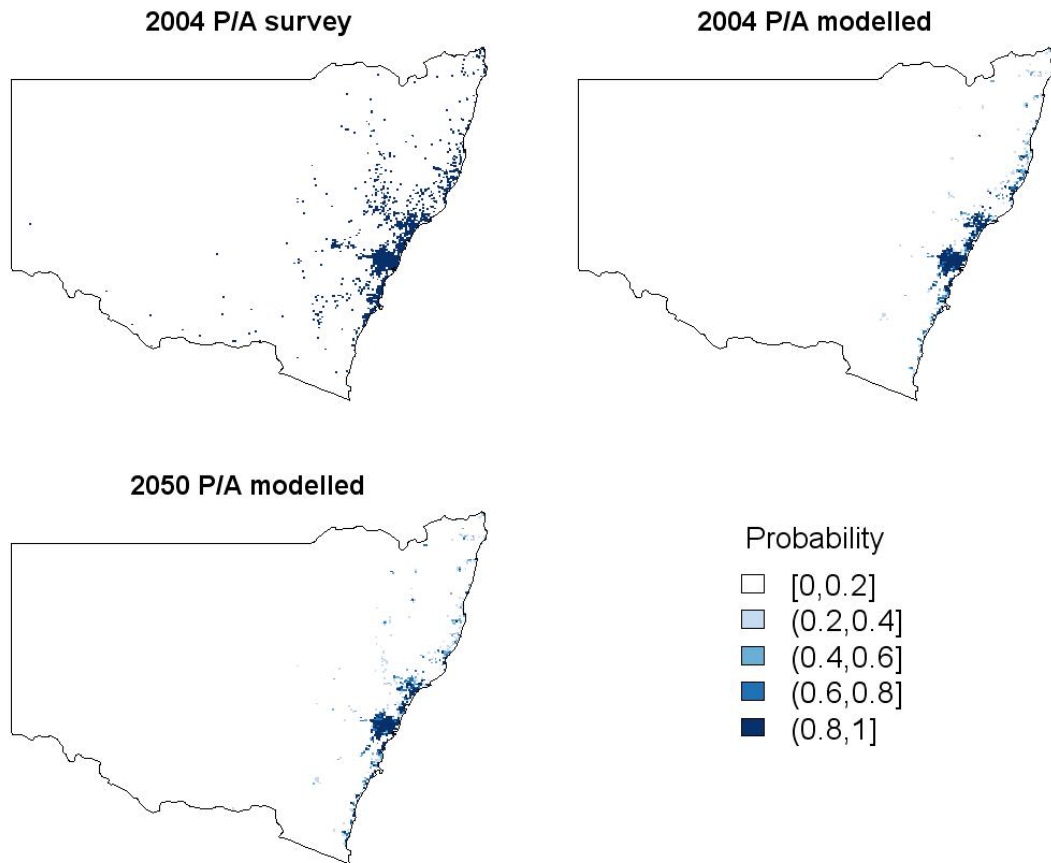 2004 P/A survey
2004 P/A modelled
2050 P/A modelled
Probability
[0,0.2]
(0.2,0.4]
(0.4,0.6]
(0.6,0.8]
(0.8,1]